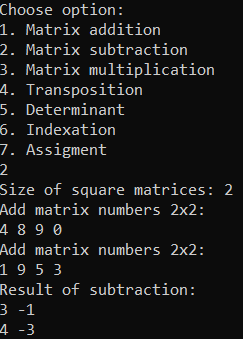 Choose option:
1. Matrix addition
2. Matrix subtraction
3. Matrix multiplication
4. Transposition
5. Determinant
6. Indexation
7. Assigment
2
Size of square matrices: 2
Add matrix numbers 2x2:
4 8 9 0
Add matrix numbers 2x2:
1 9 5 3
Result of subtraction:
3 -1
4 -3